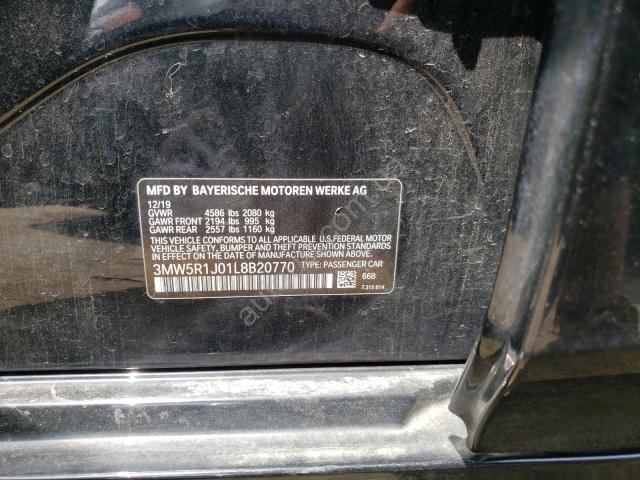 MFD BY BAYERISCHE MOTOREN WERKE AG
12/19
GVWR 4586 lbs 2080 kg
GAWR FRONT 2194 lbs 995 kg
GAWR REAR 2557 lbs 1160 kg
THIS VEHICLE CONFORMS TO ALL APPLICABLE U.S.FEDERAL MOTOR
VEHICLE SAFETY, BUMPER AND THEFT PREVENTION STANDARDS
IN EFFECT ON THE DATE OF MANUFACTURE SHOWN ABOVE.
3MW5R1J01L8B20770 TYPE: PASSENGER CAR
668
7.315 814